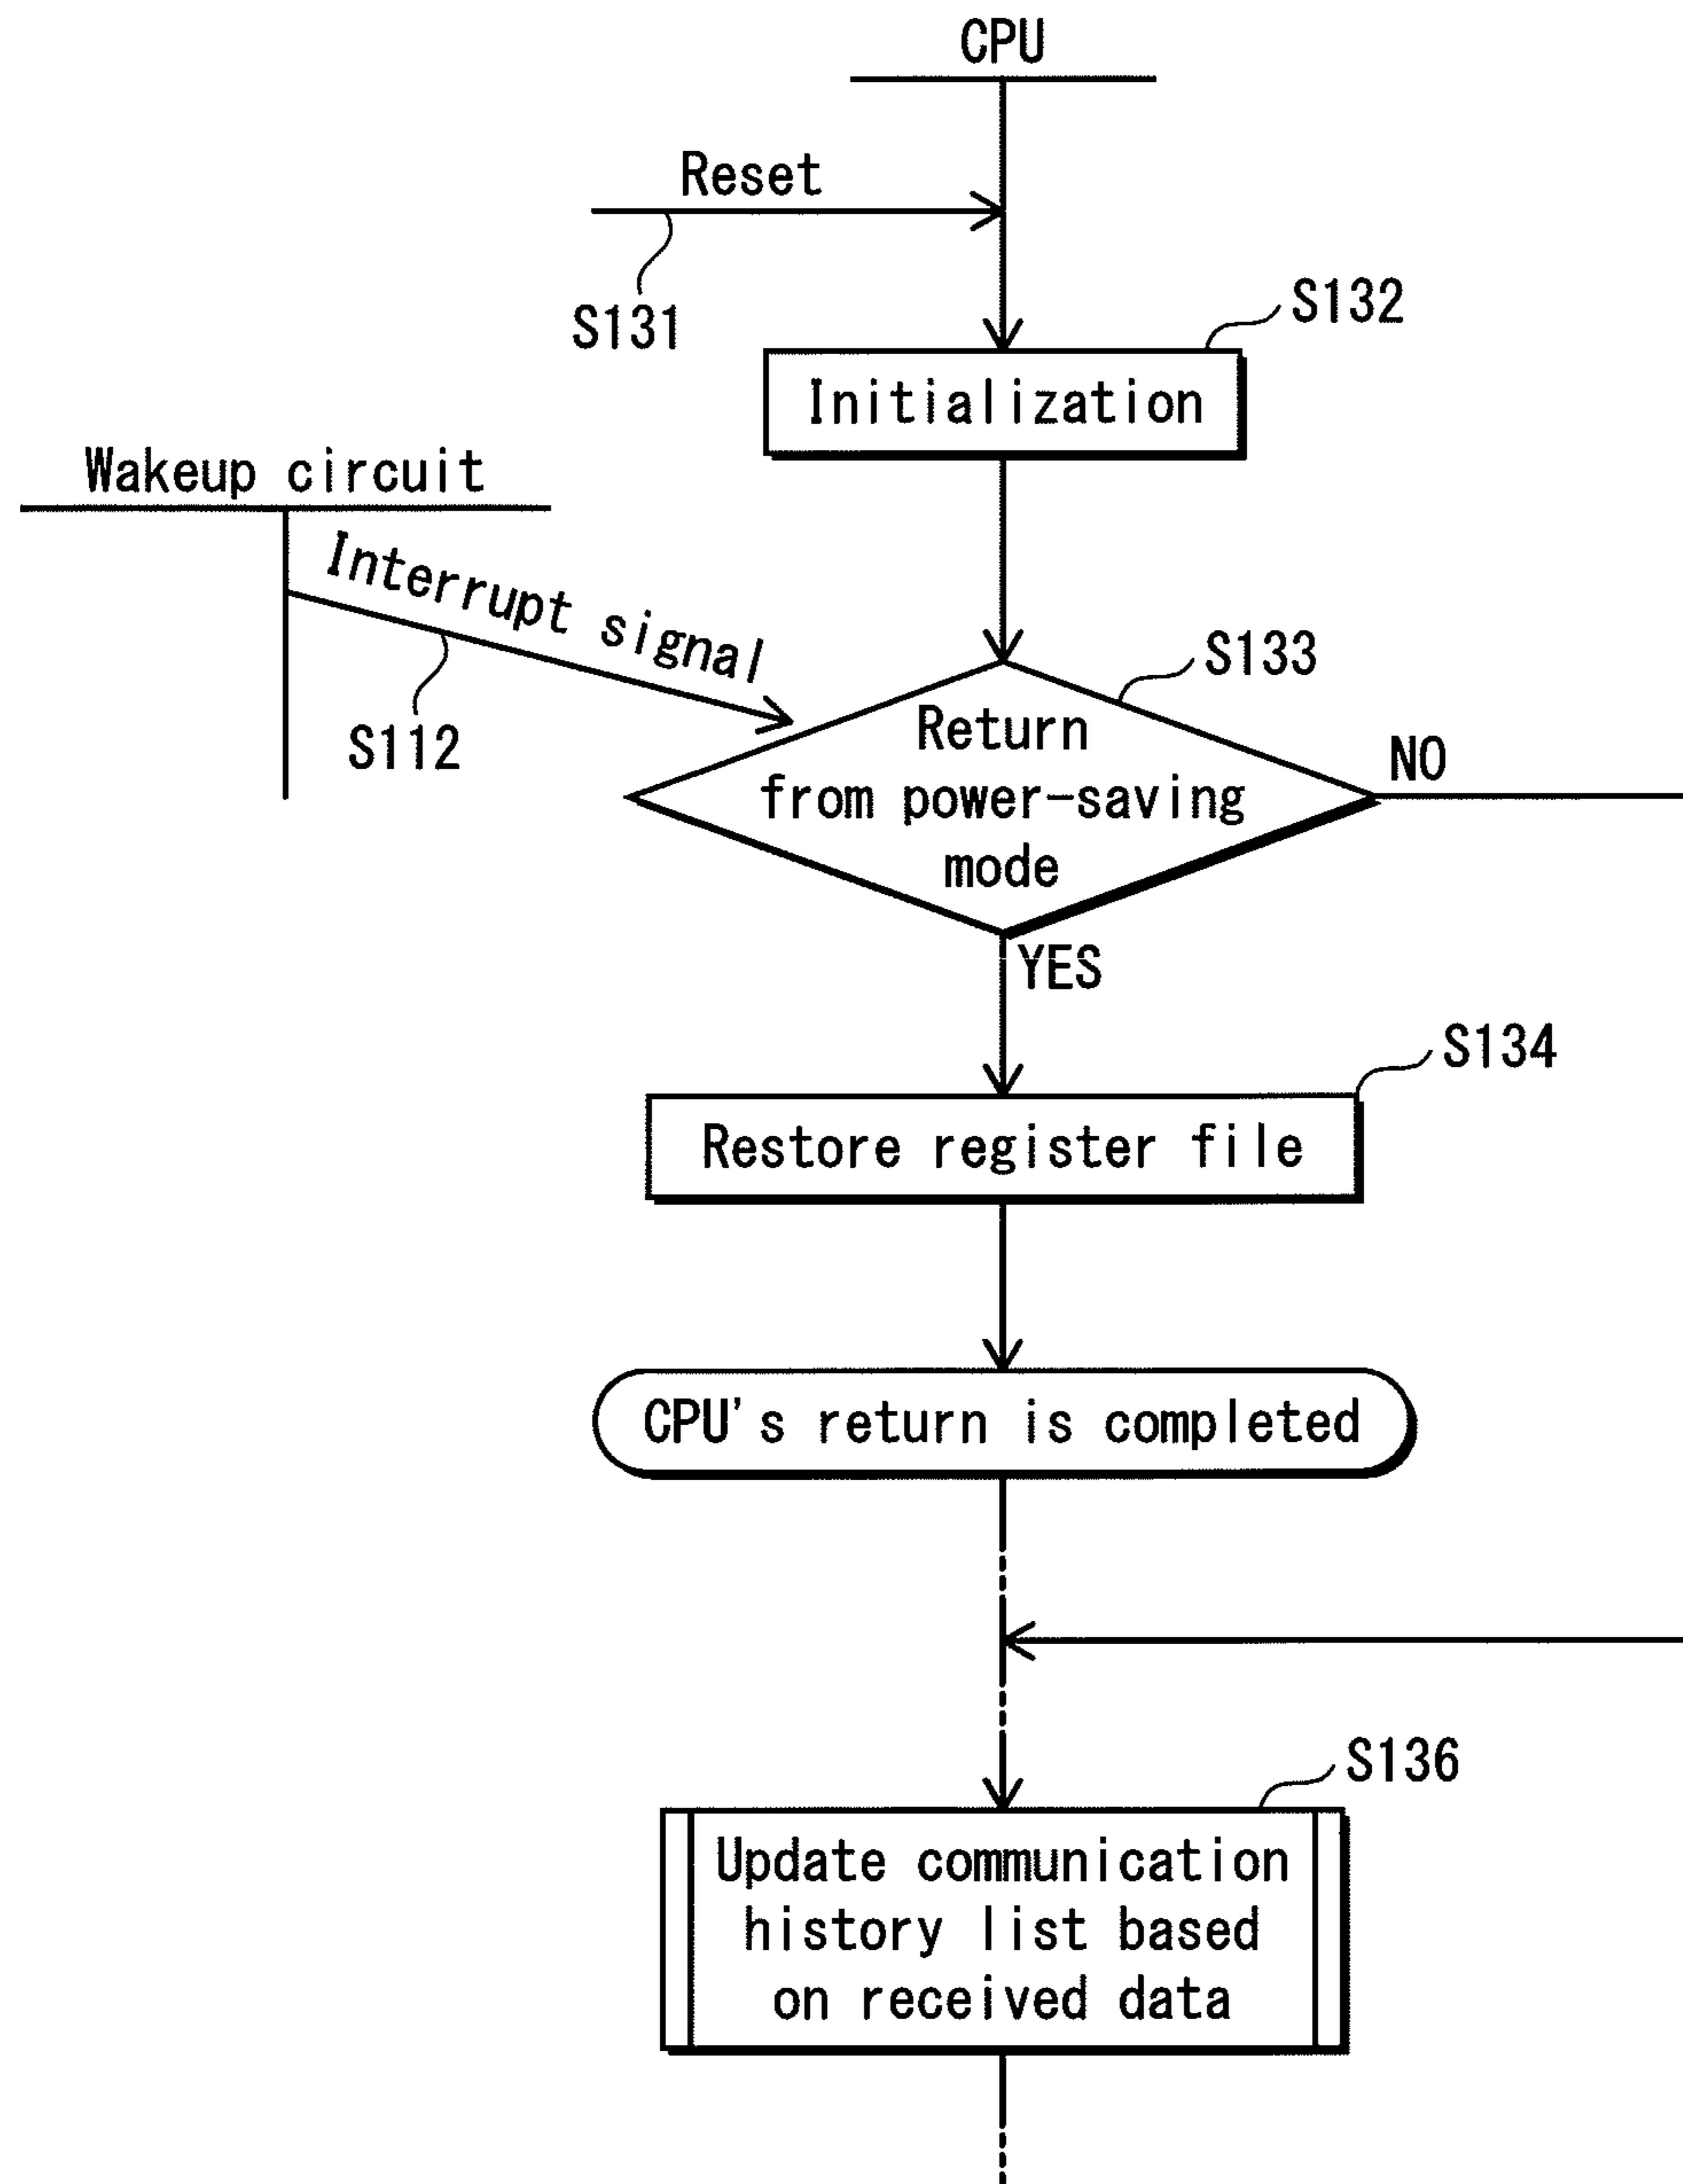 CPU
Reset
S131
S132
Initialization
Wakeup circuit
Interrupt signal
S112
S133
Return
from power-saving
mode
NO
YES
S134
Restore register file
CPU's return is completed
S136
Update communication
history list based
on received data